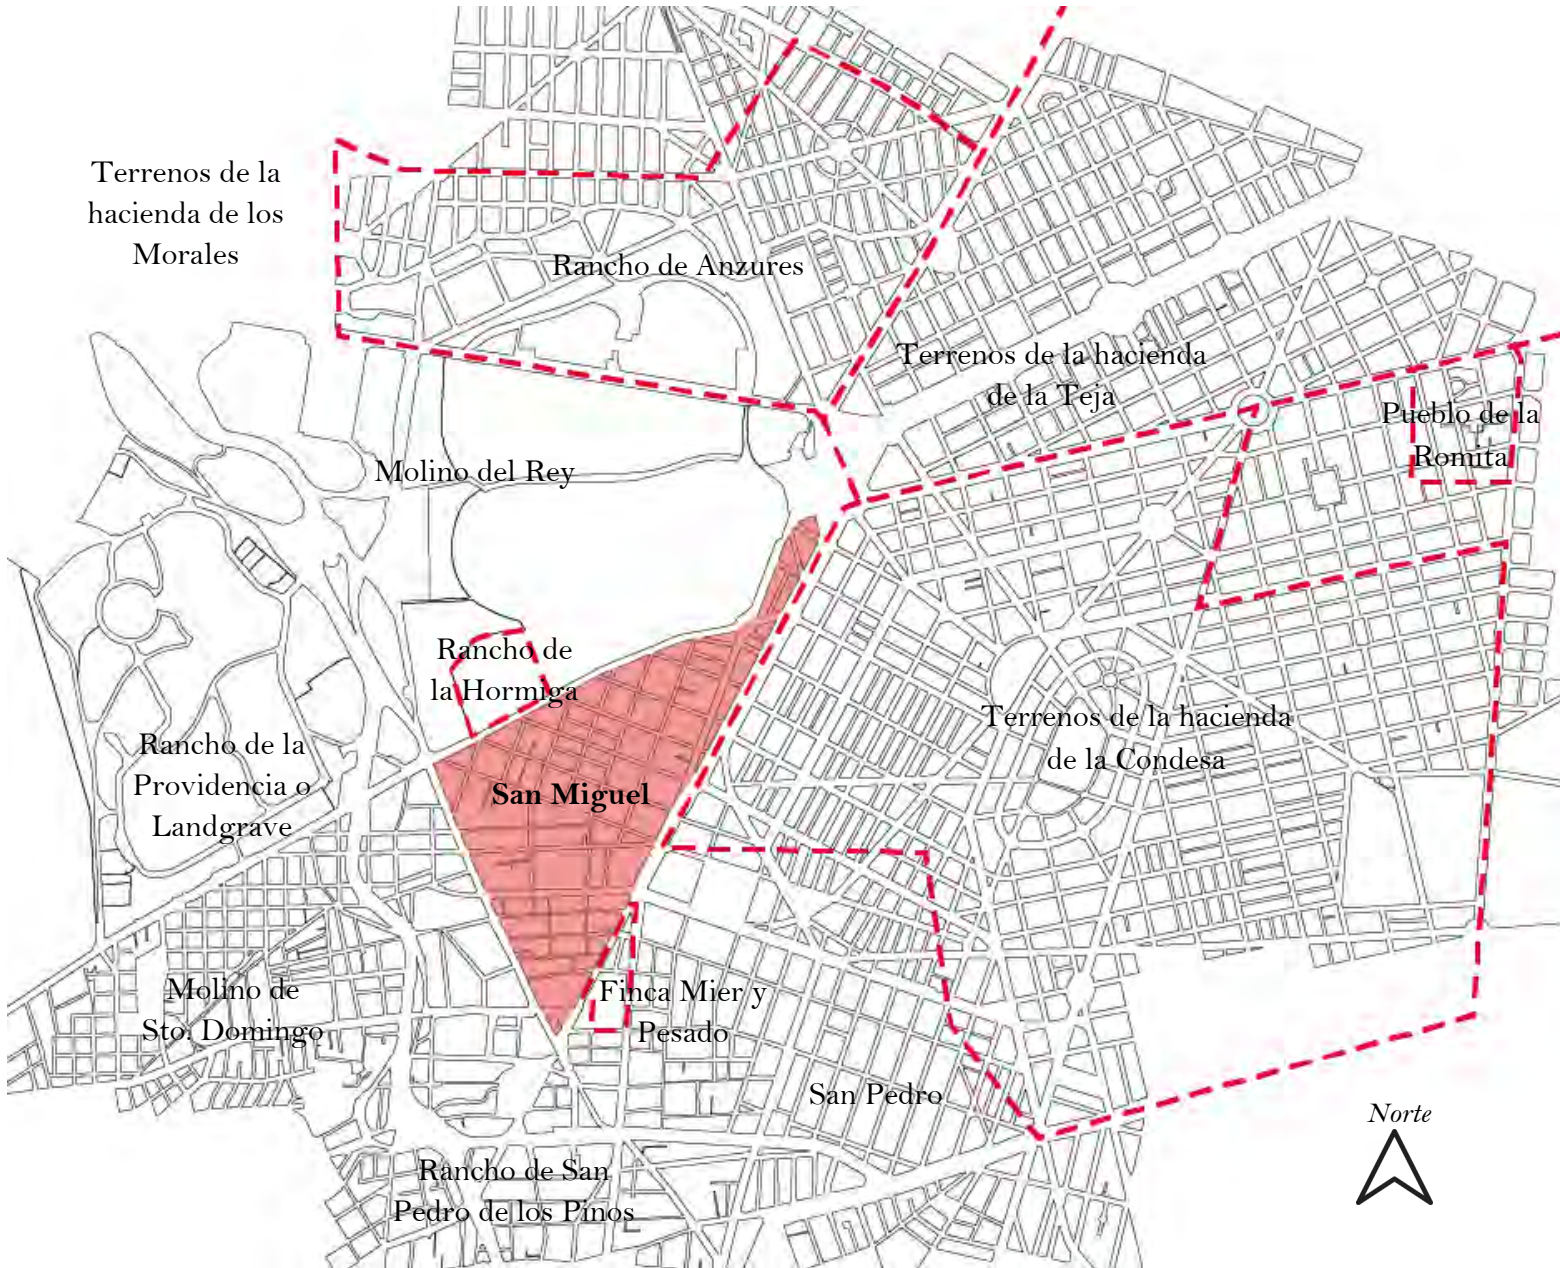 Terrenos de la
hacienda de los
Morales
Rancho de Anzures
Terrenos de la hacienda
de la Teja
Pueblo de la
Romita
Molino del Rey
Rancho de
la Hormiga
Terrenos de la hacienda
de la Condesa
Rancho de la
Providencia o
Landgrave
San Miguel
Molino de
Sto. Domingo
Finca Mier y
Pesado
San Pedro
Norte
Rancho de San
Pedro de los Pinos